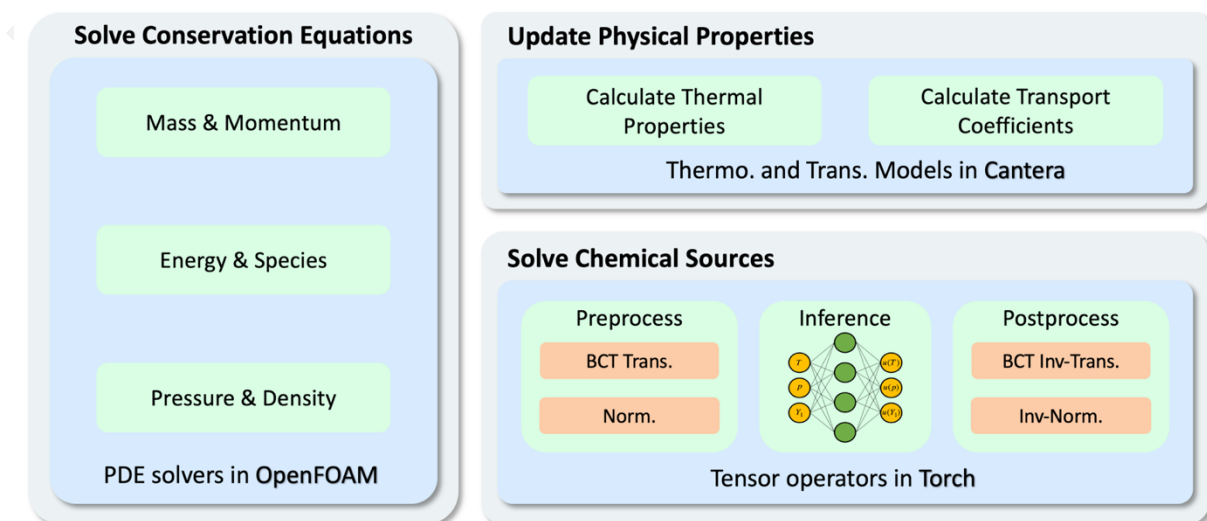 Solve Conservation Equations
Mass & Momentum
Energy & Species
Pressure & Density
PDE solvers in OpenFOAM
Update Physical Properties
Calculate Thermal
Properties
Calculate Transport
Coefficients
Thermo. and Trans. Models in Cantera
Solve Chemical Sources
Preprocess
BCT Trans.
Norm.
Inference
T
p
Y₁
u(T)
u(p)
u(Y₁)
Postprocess
BCT Inv-Trans.
Inv-Norm.
Tensor operators in Torch